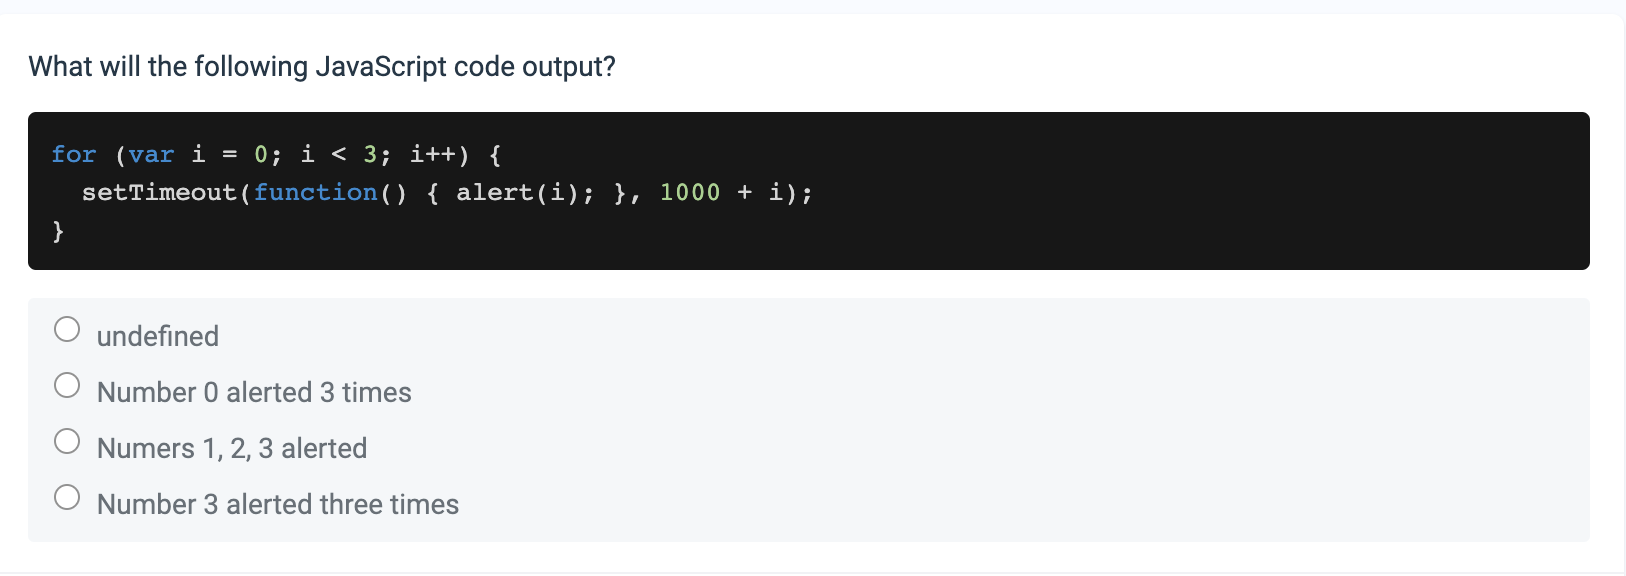 What will the following JavaScript code output?
for (var i = 0; i < 3; i++) {
  setTimeout(function() { alert(i); }, 1000 + i);
}
undefined
Number 0 alerted 3 times
Numers 1, 2, 3 alerted
Number 3 alerted three times